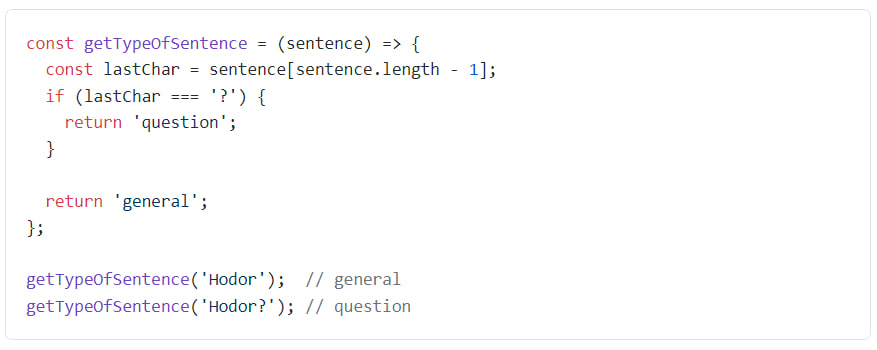 const getTypeOfSentence = (sentence) => {
  const lastChar = sentence[sentence.length - 1];
  if (lastChar === '?') {
    return 'question';
  }

  return 'general';
};

getTypeOfSentence('Hodor');  // general
getTypeOfSentence('Hodor?'); // question